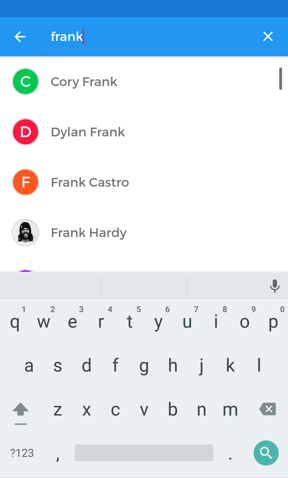 frank
C Cory Frank
D Dylan Frank
F Frank Castro
Frank Hardy
1 2 3 4 5 6 7 8 9 0
q w e r t y u i o p
a s d f g h j k l
z x c v b n m
?123 , .